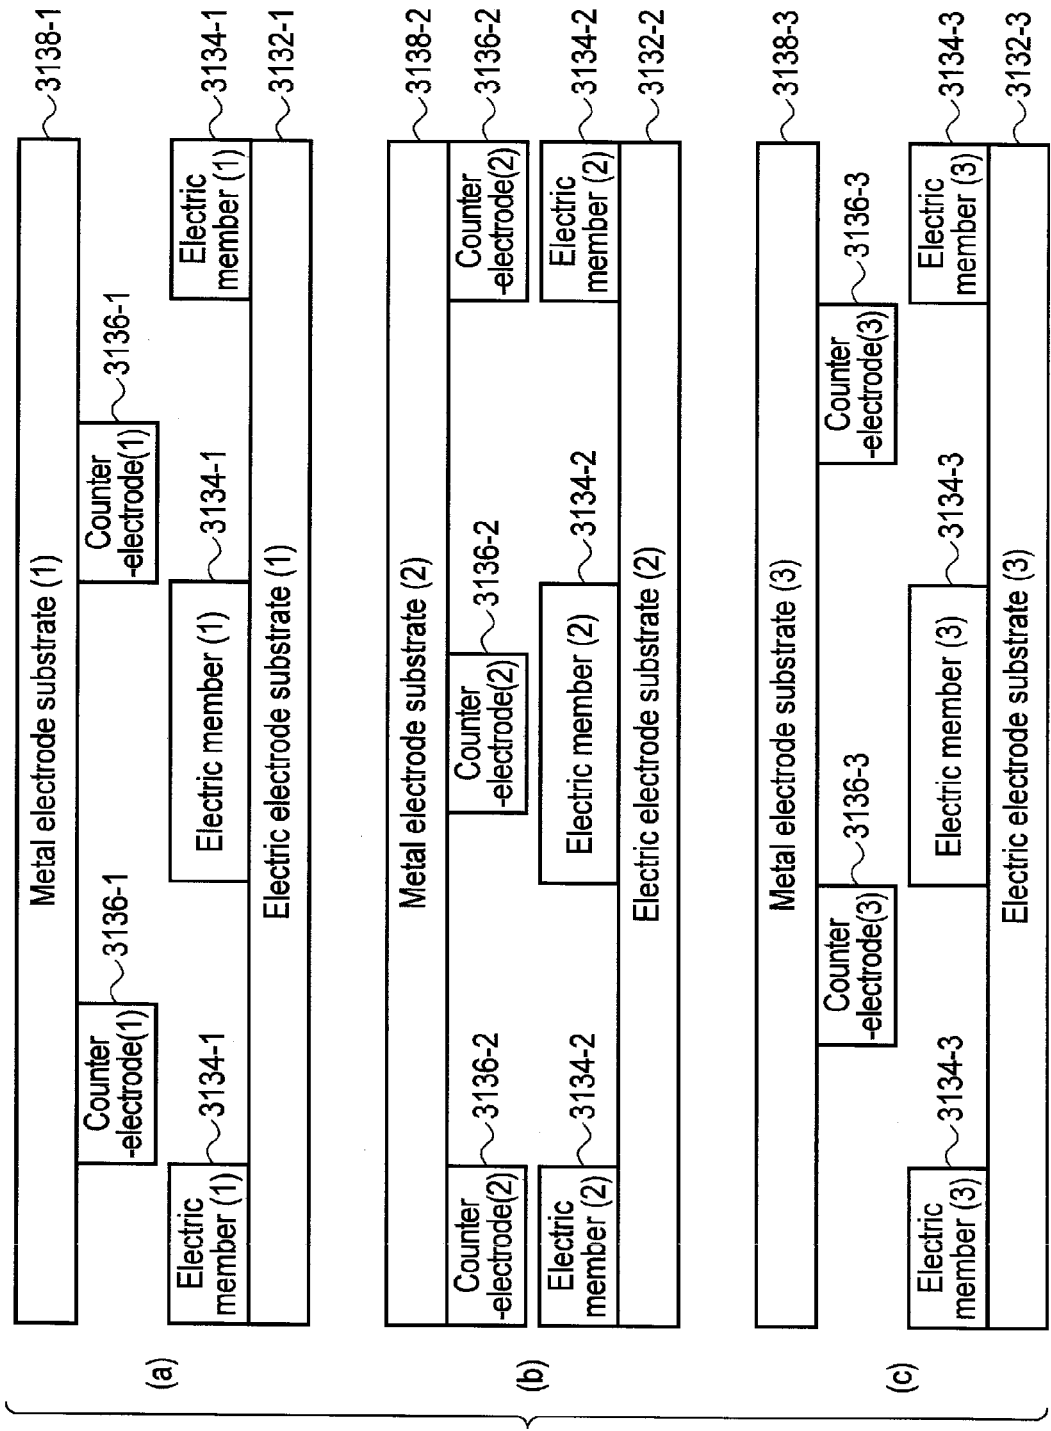 (a)
Metal electrode substrate (1)
3138-1
Counter
-electrode(1)
3136-1
Counter
-electrode(1)
3136-1
Electric
member (1)
3134-1
Electric member (1)
3134-1
Electric
member (1)
3134-1
Electric electrode substrate (1)
3132-1
(b)
Metal electrode substrate (2)
3138-2
Counter
-electrode(2)
3136-2
Counter
-electrode(2)
3136-2
Counter
-electrode(2)
3136-2
Electric
member (2)
3134-2
Electric member (2)
3134-2
Electric
member (2)
3134-2
Electric electrode substrate (2)
3132-2
(c)
Metal electrode substrate (3)
3138-3
Counter
-electrode(3)
3136-3
Counter
-electrode(3)
3136-3
Electric
member (3)
3134-3
Electric member (3)
3134-3
Electric
member (3)
3134-3
Electric electrode substrate (3)
3132-3